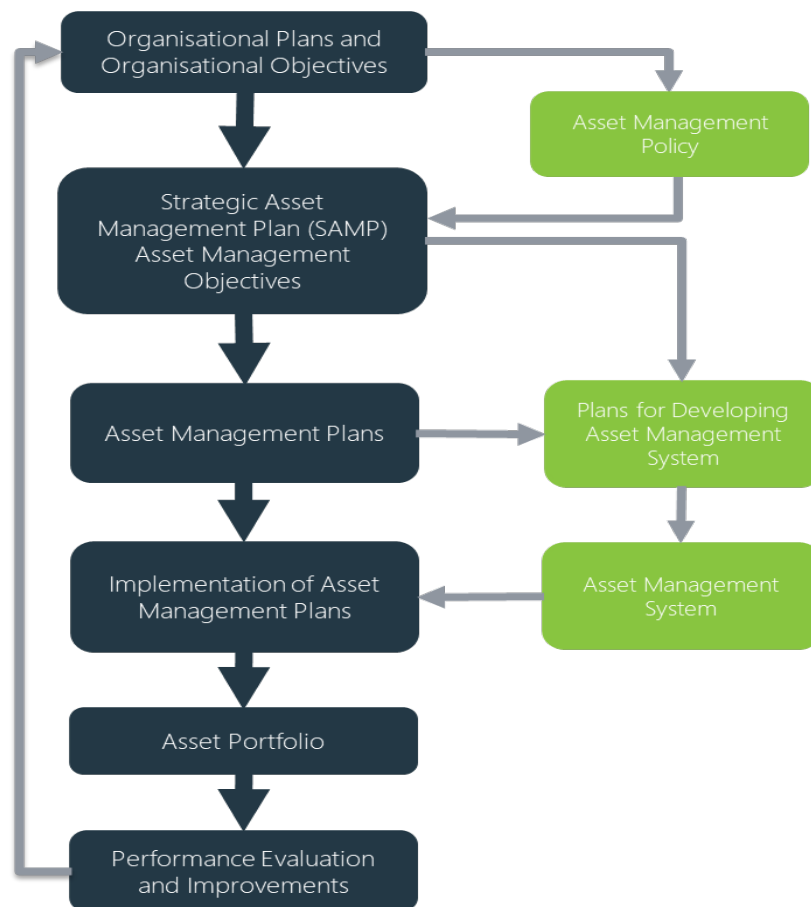 Organisational Plans and
Organisational Objectives
Asset Management
Policy
Strategic Asset
Management Plan (SAMP)
Asset Management
Objectives
Asset Management Plans
Plans for Developing
Asset Management
System
Implementation of Asset
Management Plans
Asset Management
System
Asset Portfolio
Performance Evaluation
and Improvements